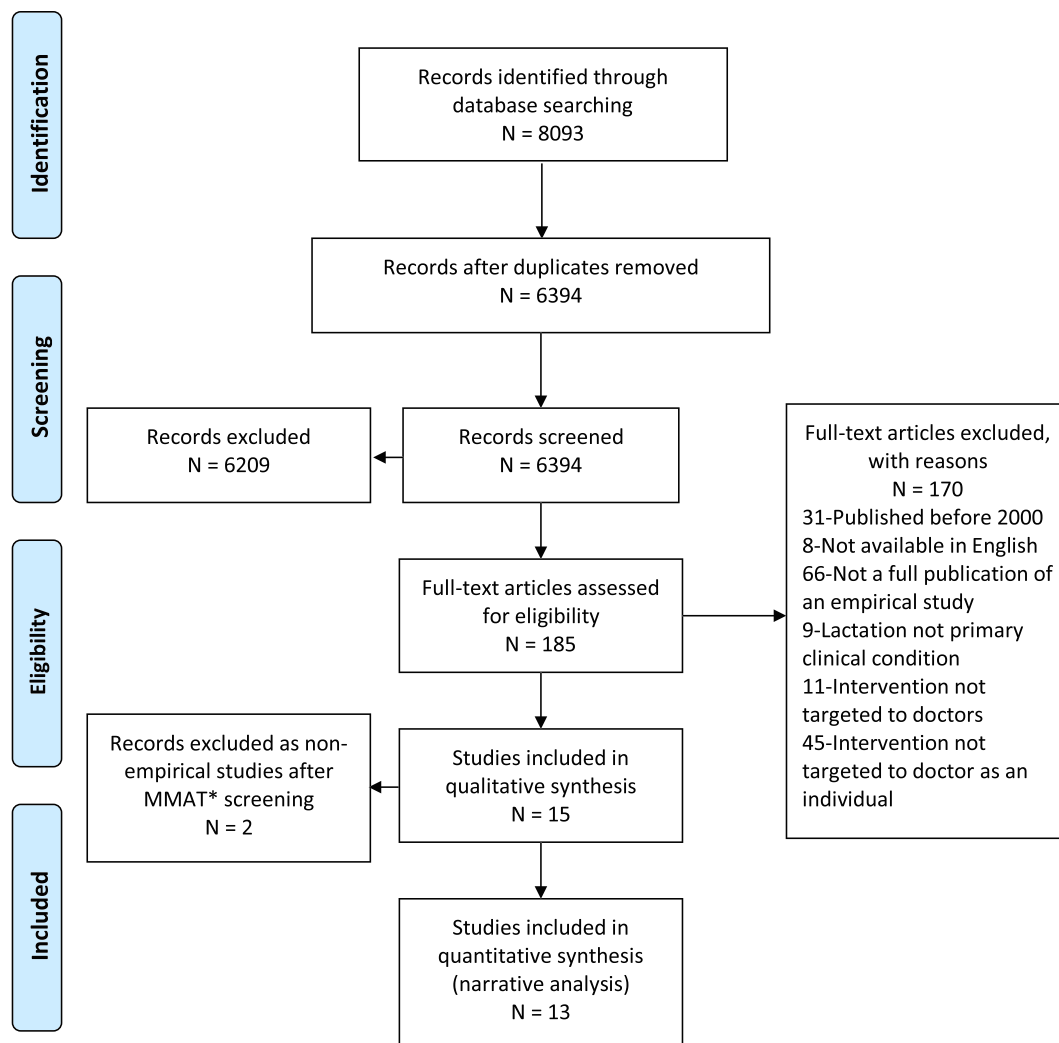 Identification
Records identified through
database searching
N = 8093
Records after duplicates removed
N = 6394
Screening
Records excluded
N = 6209
Records screened
N = 6394
Full-text articles excluded,
with reasons
N = 170
31-Published before 2000
8-Not available in English
66-Not a full publication of
an empirical study
9-Lactation not primary
clinical condition
11-Intervention not
targeted to doctors
45-Intervention not
targeted to doctor as an
individual
Eligibility
Full-text articles assessed
for eligibility
N = 185
Records excluded as non-
empirical studies after
MMAT* screening
N = 2
Studies included in
qualitative synthesis
N = 15
Included
Studies included in
quantitative synthesis
(narrative analysis)
N = 13